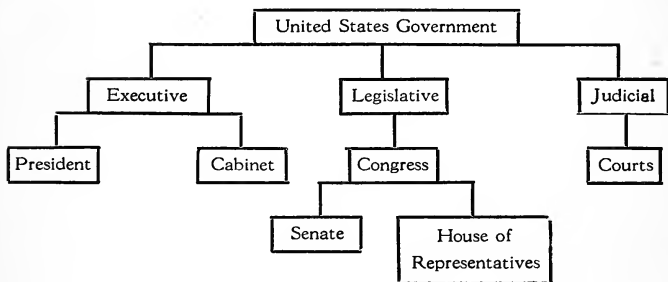 United States Government
Executive
Legislative
Judicial
President
Cabinet
Congress
Courts
Senate
House of
Representatives